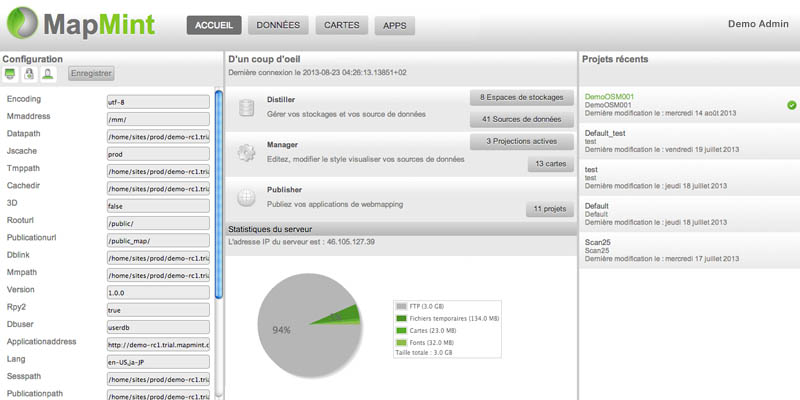 MapMint
ACCUEIL
DONNÉES
CARTES
APPS
Demo Admin
Configuration
Enregistrer
Encoding utf-8
Mmaddress /mm/
Datapath /home/sites/prod/demo-rc1.trial
Jscache prod
Tmppath /home/sites/prod/demo-rc1.trial
Cachedir /home/sites/prod/demo-rc1.trial
3D false
Rooturl /public/
Publicationurl /public_map/
Dblink /home/sites/prod/demo-rc1.trial
Mmpath /home/sites/prod/demo-rc1.trial
Version 1.0.0
Rpy2 true
Dbuser userdb
Applicationaddress http://demo-rc1.trial.mapmint.c
Lang en-US,ja-JP
Sesspath /home/sites/prod/demo-rc1.trial
Publicationpath /home/sites/prod/demo-rc1.trial
D'un coup d'oeil
Dernière connexion le 2013-08-23 04:26:13.13851+02
Distiller
Gérer vos stockages et vos source de données
8 Espaces de stockages
41 Sources de données
Manager
Editez, modifier le style visualiser vos sources de données
3 Projections actives
13 cartes
Publisher
Publiez vos applications de webmapping
11 projets
Statistiques du serveur
L'adresse IP du serveur est : 46.105.127.39
94%
FTP (3.0 GB)
Fichiers temporaires (134.0 MB)
Cartes (23.0 MB)
Fonts (32.0 MB)
Taille totale : 3.0 GB
Projets récents
DemoOSM001
DemoOSM001
Dernière modification le : mercredi 14 août 2013
Default_test
test
Dernière modification le : vendredi 19 juillet 2013
test
test
Dernière modification le : jeudi 18 juillet 2013
Default
Default
Dernière modification le : jeudi 18 juillet 2013
Scan25
Scan25
Dernière modification le : mercredi 17 juillet 2013